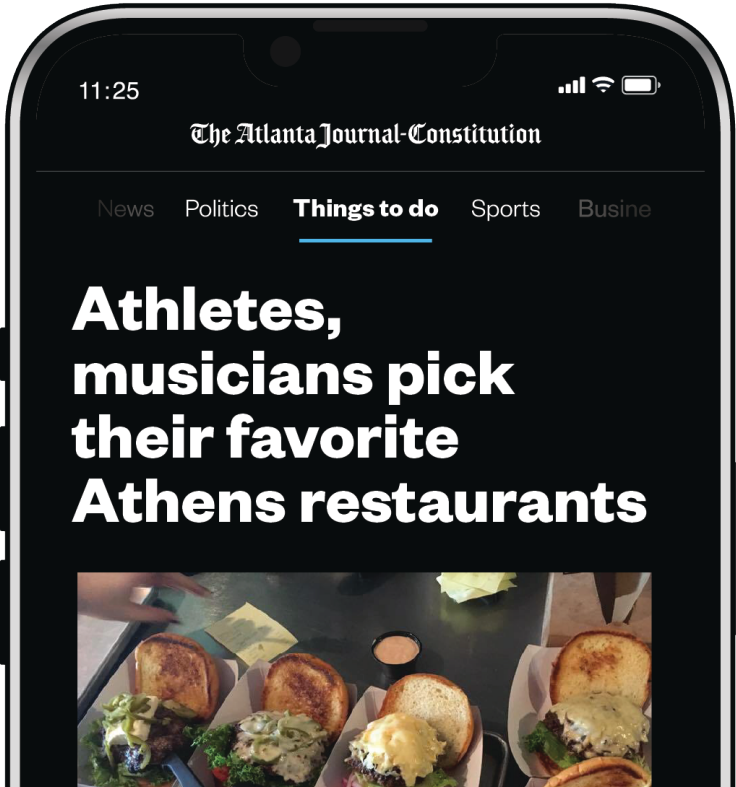 11:25
The Atlanta Journal-Constitution
News Politics Things to do Sports Busine
Athletes,
musicians pick
their favorite
Athens restaurants